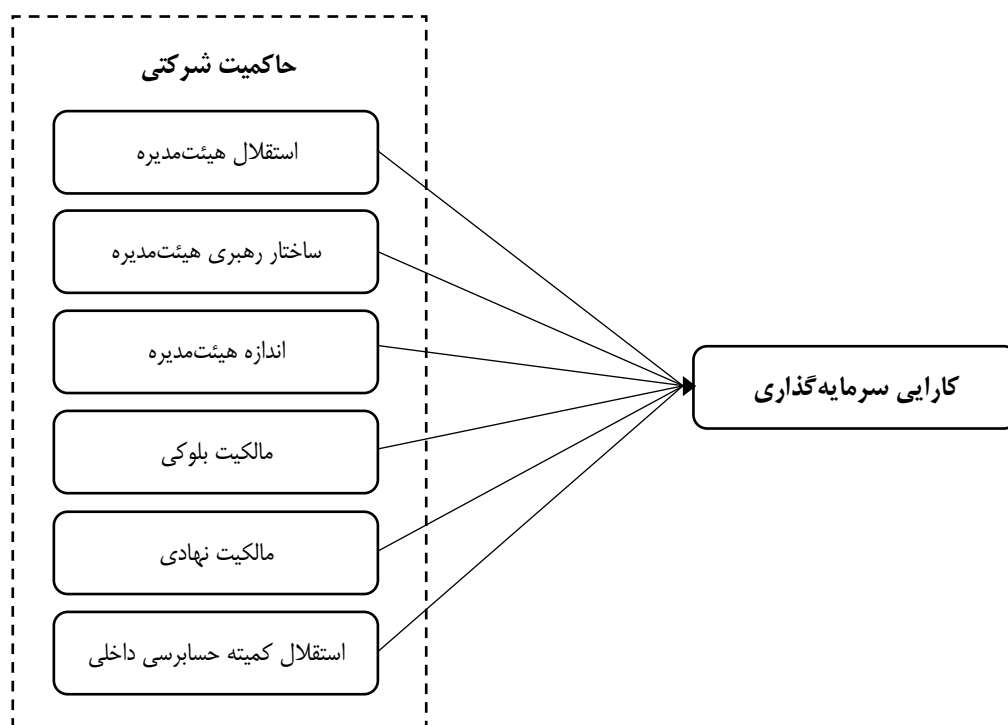 حاکمیت شرکتی
استقلال هیئت‌مدیره
ساختار رهبری هیئت‌مدیره
اندازه هیئت‌مدیره
مالکیت بلوکی
مالکیت نهادی
استقلال کمیته حسابرسی داخلی
کارایی سرمایه‌گذاری